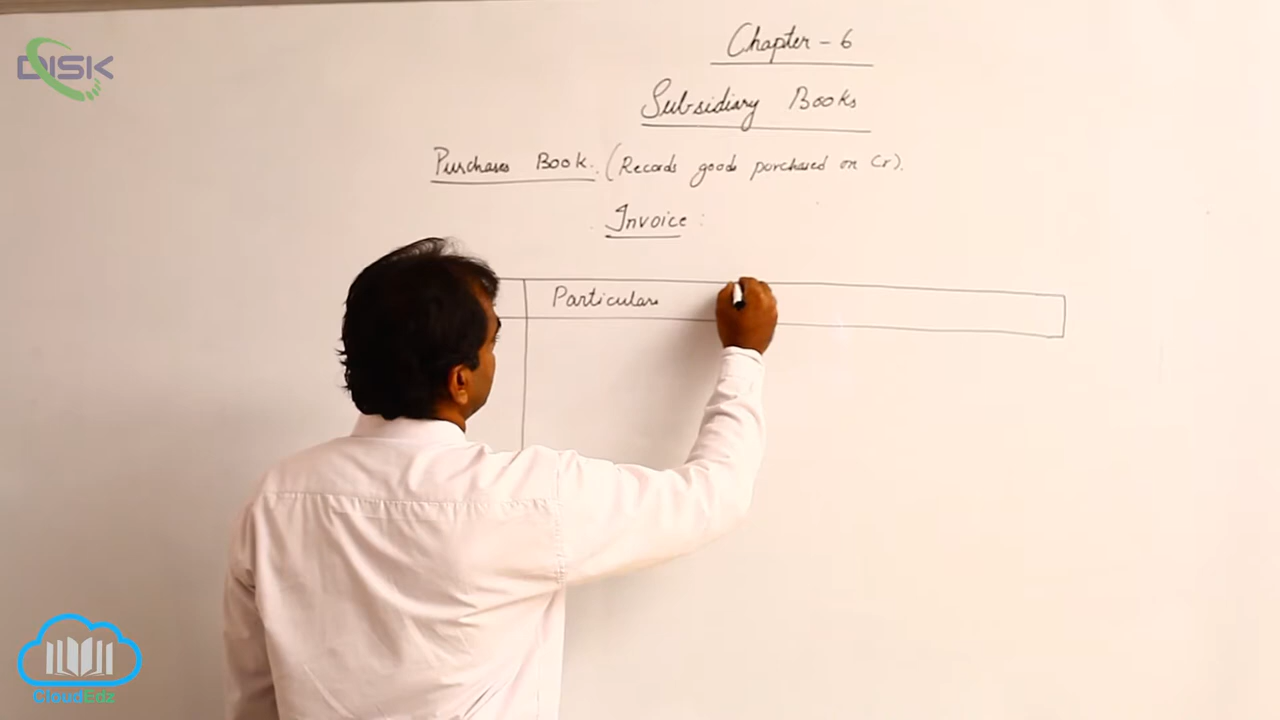 DISK
Chapter - 6
Subsidiary Books
Purchases Book. (Records goods purchased on Cr).
Invoice :
Particulars
CloudEdz